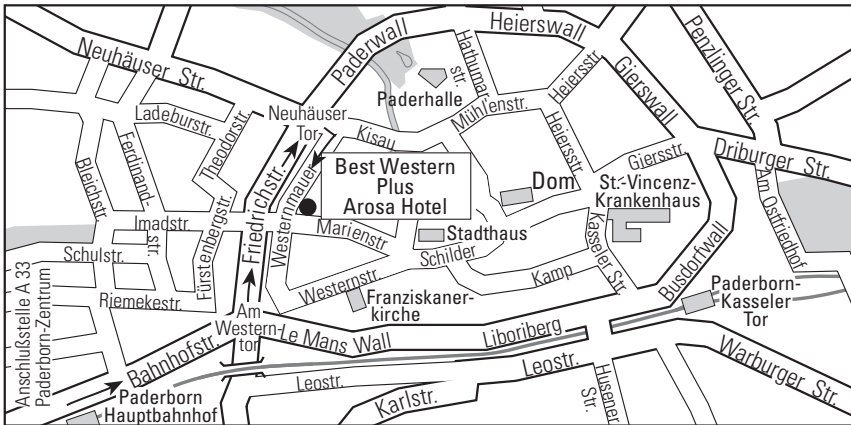 Neuhäuser Str.
Paderwall
Heierswall
Hathumar-
str.
Heiersstr.
Gierswall
Penzlinger Str.
Paderhalle
Mühlenstr.
Neuhäuser
Tor
Kisau
Ladeburstr.
Theodorstr.
Ferdinand-
str.
Bleichstr.
Heiersstr.
Giersstr.
Driburger Str.
Am Ostfriedhof
Best Western
Plus
Arosa Hotel
Dom
St.-Vincenz-
Krankenhaus
Westernmauer
Friedrichstr.
Fürstenbergstr.
Imadstr.
Marienstr.
Stadthaus
Schilder
Kasseler Str.
Busdorfwall
Schulstr.
Westernstr.
Kamp
Anschlußstelle A 33
Paderborn-Zentrum
Riemekestr.
Franziskaner-
kirche
Paderborn-
Kasseler
Tor
Am
Western-
tor
Le Mans Wall
Liboriberg
Bahnhofstr.
Leostr.
Leostr.
Warburger Str.
Paderborn
Hauptbahnhof
Karlstr.
Husener
Str.